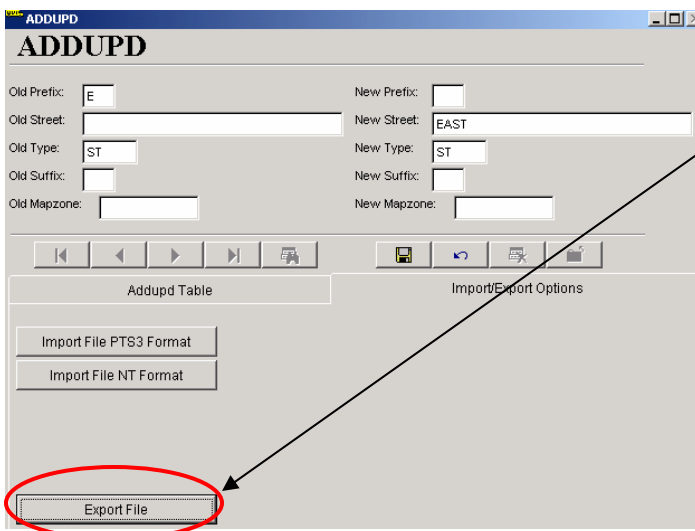 ADDUPD
ADDUPD
Old Prefix: E New Prefix:
Old Street: New Street: EAST
Old Type: ST New Type: ST
Old Suffix: New Suffix:
Old Mapzone: New Mapzone:
Addupd Table Import/Export Options
Import File PTS3 Format
Import File NT Format
Export File